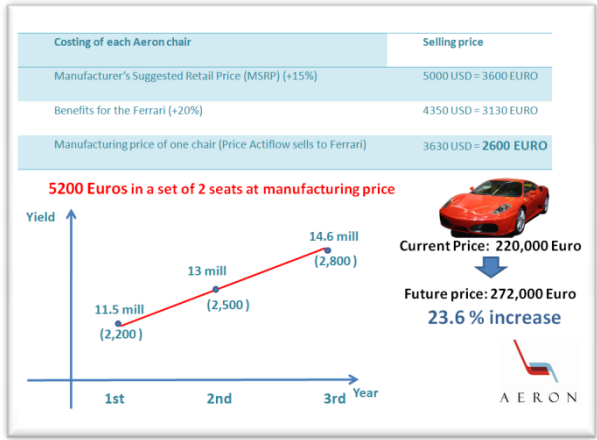 Costing of each Aeron chair
Selling price
Manufacturer's Suggested Retail Price (MSRP) (+15%)
5000 USD = 3600 EURO
Benefits for the Ferrari (+20%)
4350 USD = 3130 EURO
Manufacturing price of one chair (Price Actiflow sells to Ferrari)
3630 USD = 2600 EURO
5200 Euros in a set of 2 seats at manufacturing price
Yield
14.6 mill
(2,800 )
13 mill
(2,500 )
11.5 mill
(2,200 )
1st
2nd
3rd
Year
Current Price: 220,000 Euro
Future price: 272,000 Euro
23.6 % increase
AERON